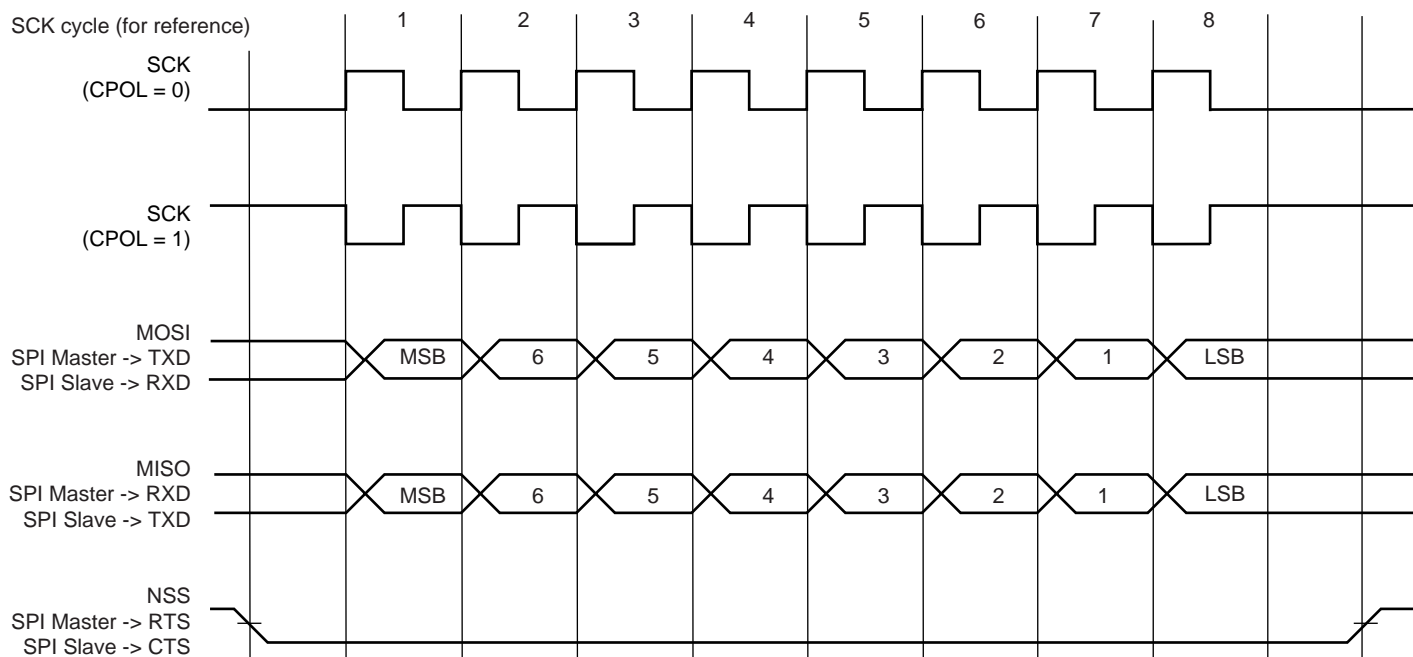 SCK cycle (for reference)
1 2 3 4 5 6 7 8
SCK
(CPOL = 0)
SCK
(CPOL = 1)
MOSI
SPI Master -> TXD
SPI Slave -> RXD
MSB 6 5 4 3 2 1 LSB
MISO
SPI Master -> RXD
SPI Slave -> TXD
MSB 6 5 4 3 2 1 LSB
NSS
SPI Master -> RTS
SPI Slave -> CTS